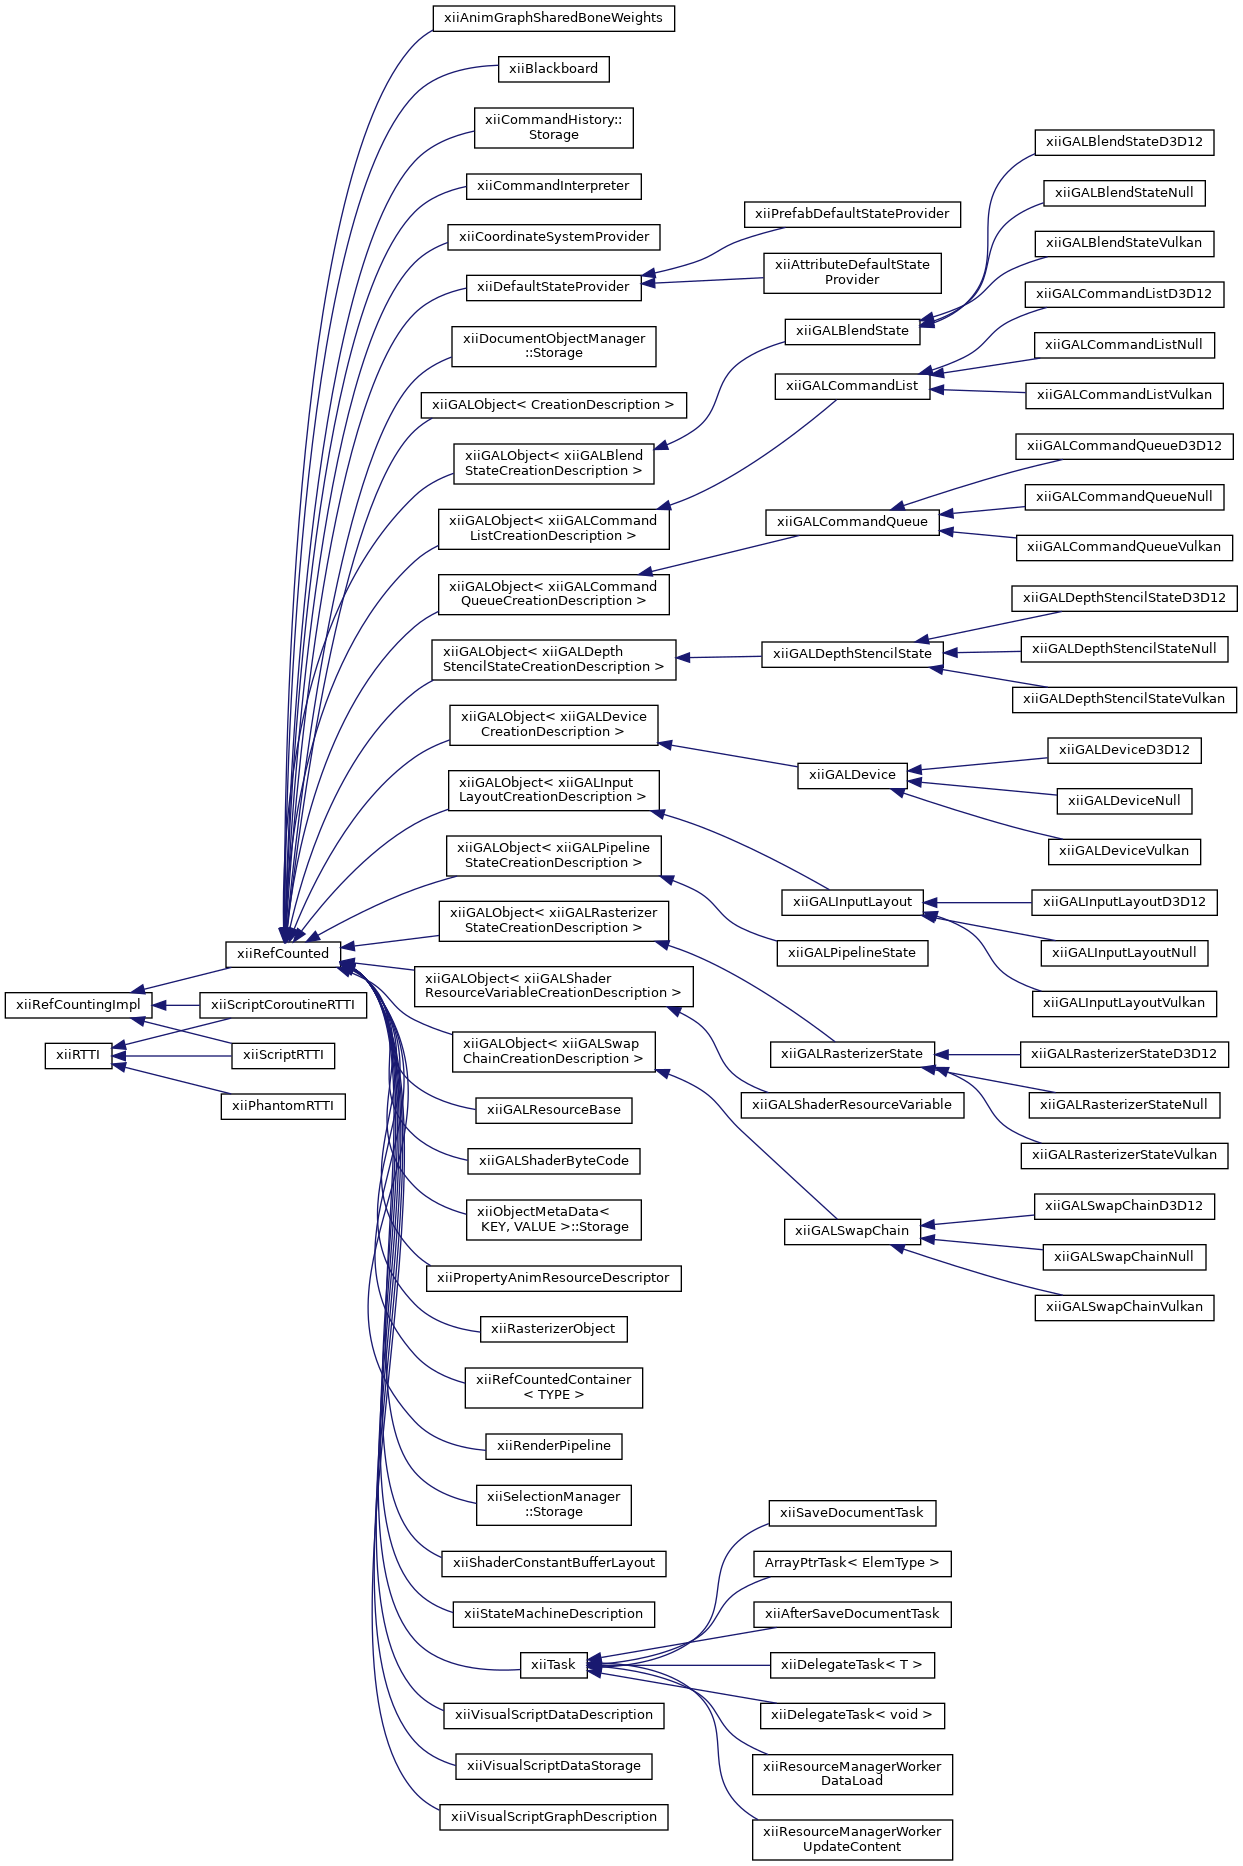 xiiAnimGraphSharedBoneWeights
xiiBlackboard
xiiCommandHistory::
Storage
xiiCommandInterpreter
xiiCoordinateSystemProvider
xiiDefaultStateProvider
xiiDocumentObjectManager
::Storage
xiiGALObject< CreationDescription >
xiiGALObject< xiiGALBlend
StateCreationDescription >
xiiGALObject< xiiGALCommand
ListCreationDescription >
xiiGALObject< xiiGALCommand
QueueCreationDescription >
xiiGALObject< xiiGALDepth
StencilStateCreationDescription >
xiiGALObject< xiiGALDevice
CreationDescription >
xiiGALObject< xiiGALInput
LayoutCreationDescription >
xiiGALObject< xiiGALPipeline
StateCreationDescription >
xiiGALObject< xiiGALRasterizer
StateCreationDescription >
xiiGALObject< xiiGALShader
ResourceVariableCreationDescription >
xiiGALObject< xiiGALSwap
ChainCreationDescription >
xiiGALResourceBase
xiiGALShaderByteCode
xiiObjectMetaData<
KEY, VALUE >::Storage
xiiPropertyAnimResourceDescriptor
xiiRasterizerObject
xiiRefCountedContainer
< TYPE >
xiiRenderPipeline
xiiSelectionManager
::Storage
xiiShaderConstantBufferLayout
xiiStateMachineDescription
xiiTask
xiiVisualScriptDataDescription
xiiVisualScriptDataStorage
xiiVisualScriptGraphDescription
xiiRefCounted
xiiRefCountingImpl
xiiScriptCoroutineRTTI
xiiRTTI
xiiScriptRTTI
xiiPhantomRTTI
xiiPrefabDefaultStateProvider
xiiAttributeDefaultState
Provider
xiiGALBlendState
xiiGALCommandList
xiiGALCommandQueue
xiiGALDepthStencilState
xiiGALDevice
xiiGALInputLayout
xiiGALPipelineState
xiiGALRasterizerState
xiiGALShaderResourceVariable
xiiGALSwapChain
xiiSaveDocumentTask
ArrayPtrTask< ElemType >
xiiAfterSaveDocumentTask
xiiDelegateTask< T >
xiiDelegateTask< void >
xiiResourceManagerWorker
DataLoad
xiiResourceManagerWorker
UpdateContent
xiiGALBlendStateD3D12
xiiGALBlendStateNull
xiiGALBlendStateVulkan
xiiGALCommandListD3D12
xiiGALCommandListNull
xiiGALCommandListVulkan
xiiGALCommandQueueD3D12
xiiGALCommandQueueNull
xiiGALCommandQueueVulkan
xiiGALDepthStencilStateD3D12
xiiGALDepthStencilStateNull
xiiGALDepthStencilStateVulkan
xiiGALDeviceD3D12
xiiGALDeviceNull
xiiGALDeviceVulkan
xiiGALInputLayoutD3D12
xiiGALInputLayoutNull
xiiGALInputLayoutVulkan
xiiGALRasterizerStateD3D12
xiiGALRasterizerStateNull
xiiGALRasterizerStateVulkan
xiiGALSwapChainD3D12
xiiGALSwapChainNull
xiiGALSwapChainVulkan